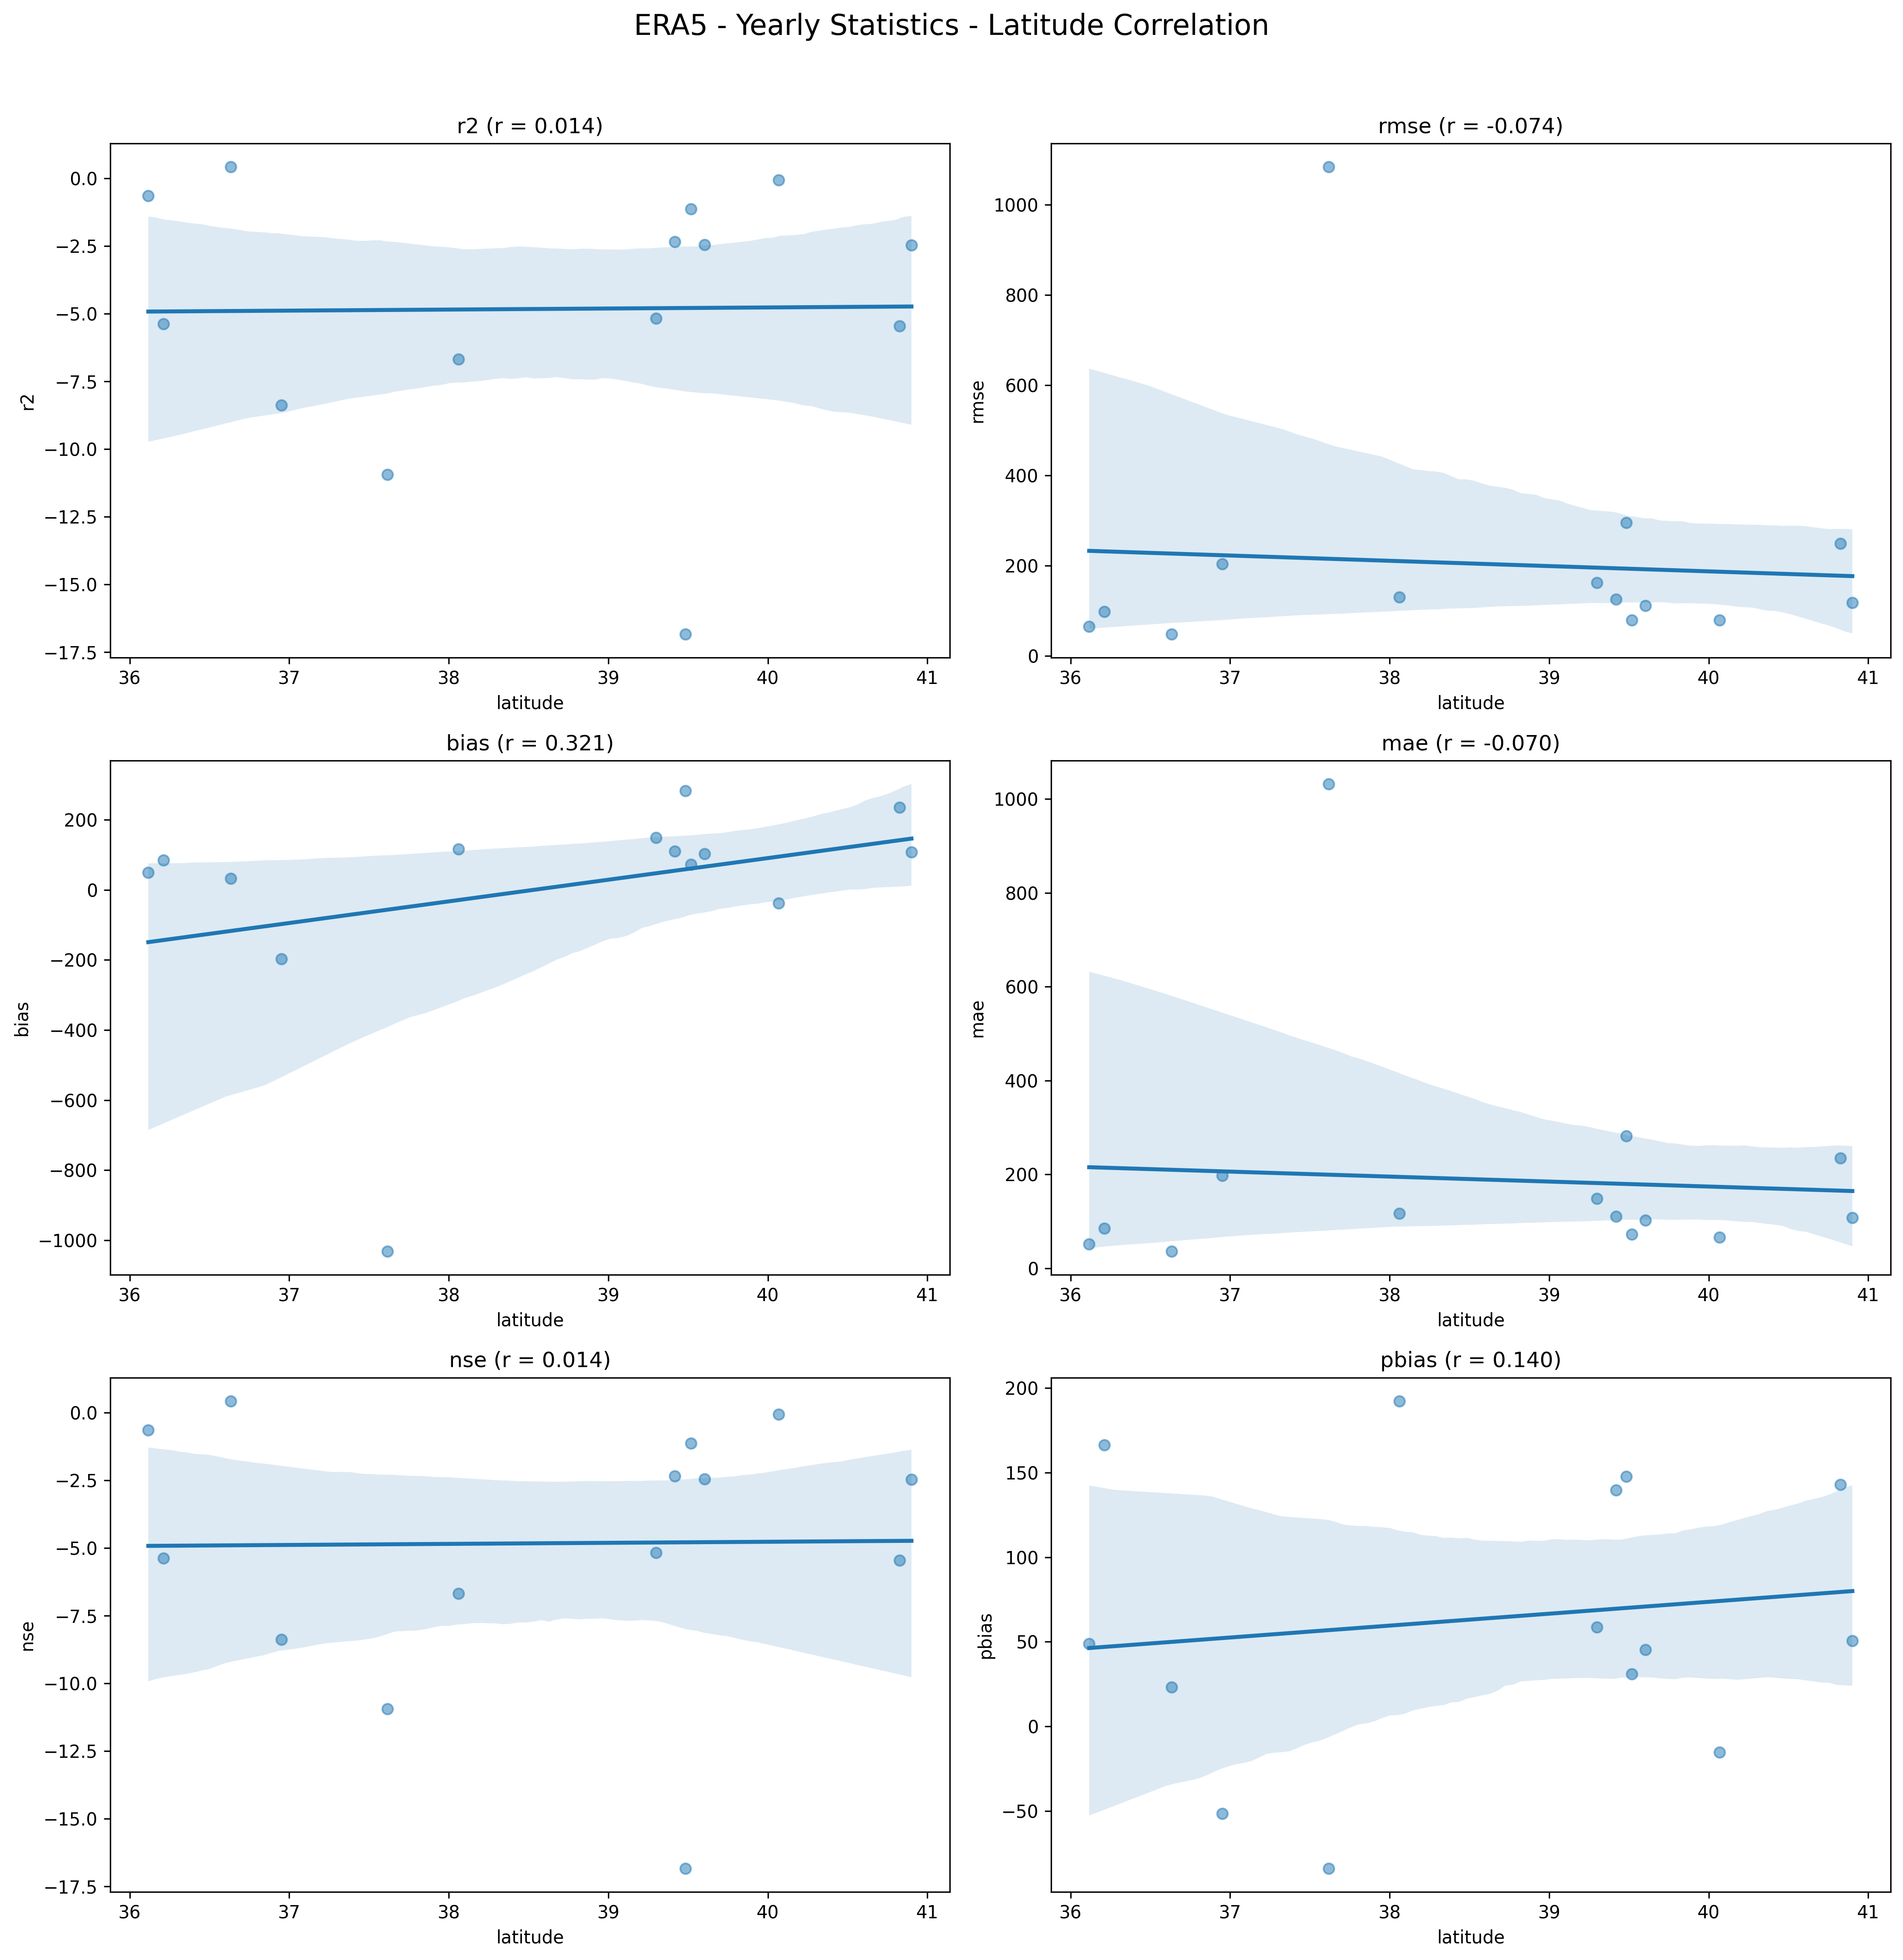 ERA5 - Yearly Statistics - Latitude Correlation
r2 (r = 0.014)
0.0
−2.5
−5.0
−7.5
−10.0
−12.5
−15.0
−17.5
r2
36 37 38 39 40 41
latitude
rmse (r = -0.074)
1000
800
600
400
200
0
rmse
36 37 38 39 40 41
latitude
bias (r = 0.321)
200
0
−200
−400
−600
−800
−1000
bias
36 37 38 39 40 41
latitude
mae (r = -0.070)
1000
800
600
400
200
0
mae
36 37 38 39 40 41
latitude
nse (r = 0.014)
0.0
−2.5
−5.0
−7.5
−10.0
−12.5
−15.0
−17.5
nse
36 37 38 39 40 41
latitude
pbias (r = 0.140)
200
150
100
50
0
−50
pbias
36 37 38 39 40 41
latitude